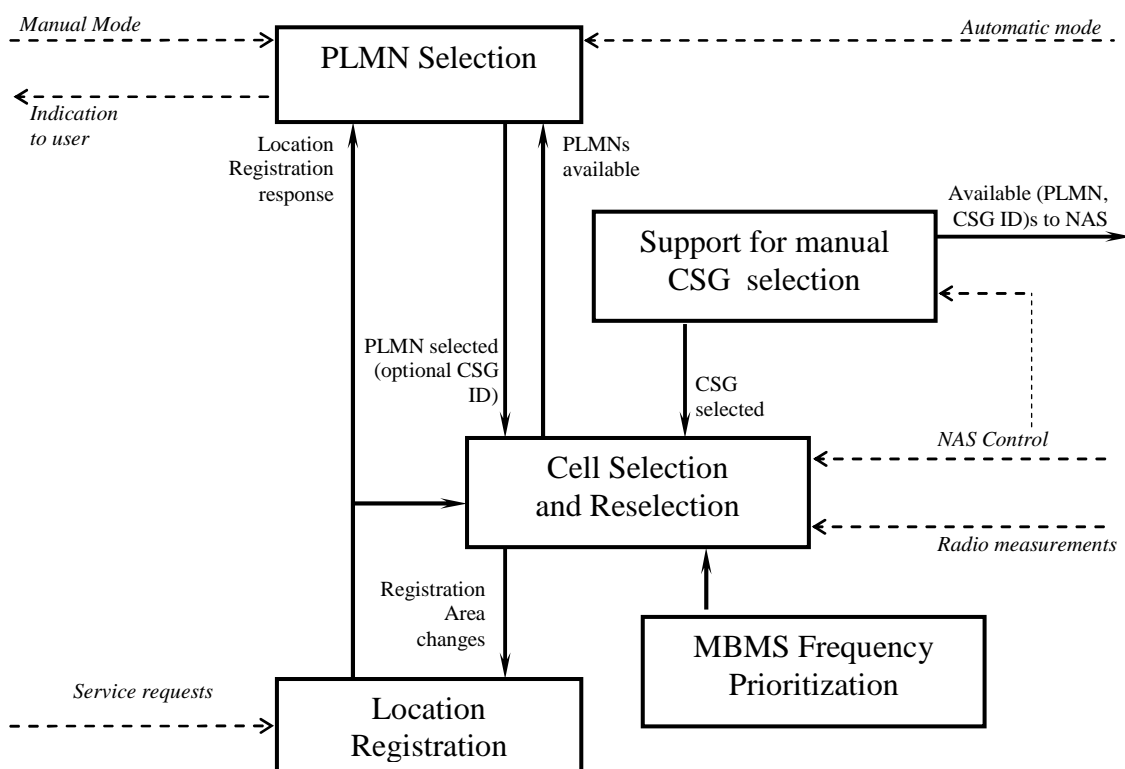 Manual Mode
Automatic mode
PLMN Selection
Indication
to user
Location
Registration
response
PLMNs
available
Available (PLMN,
CSG ID)s to NAS
Support for manual
CSG selection
PLMN selected
(optional CSG
ID)
CSG
selected
NAS Control
Cell Selection
and Reselection
Radio measurements
Registration
Area
changes
MBMS Frequency
Prioritization
Service requests
Location
Registration